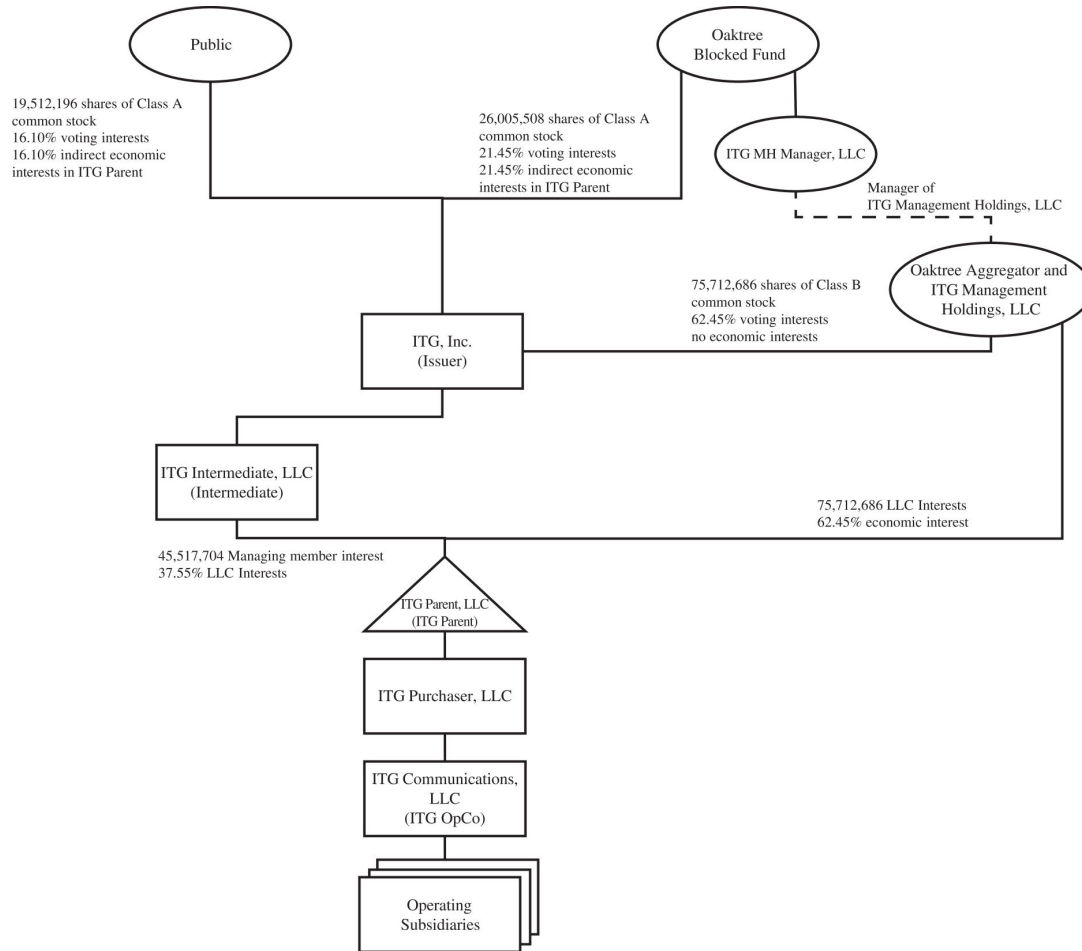 Public
Oaktree
Blocked Fund
19,512,196 shares of Class A
common stock
16.10% voting interests
16.10% indirect economic
interests in ITG Parent
26,005,508 shares of Class A
common stock
21.45% voting interests
21.45% indirect economic
interests in ITG Parent
ITG MH Manager, LLC
Manager of
ITG Management Holdings, LLC
Oaktree Aggregator and
ITG Management
Holdings, LLC
75,712,686 shares of Class B
common stock
62.45% voting interests
no economic interests
ITG, Inc.
(Issuer)
ITG Intermediate, LLC
(Intermediate)
75,712,686 LLC Interests
62.45% economic interest
45,517,704 Managing member interest
37.55% LLC Interests
ITG Parent, LLC
(ITG Parent)
ITG Purchaser, LLC
ITG Communications,
LLC
(ITG OpCo)
Operating
Subsidiaries